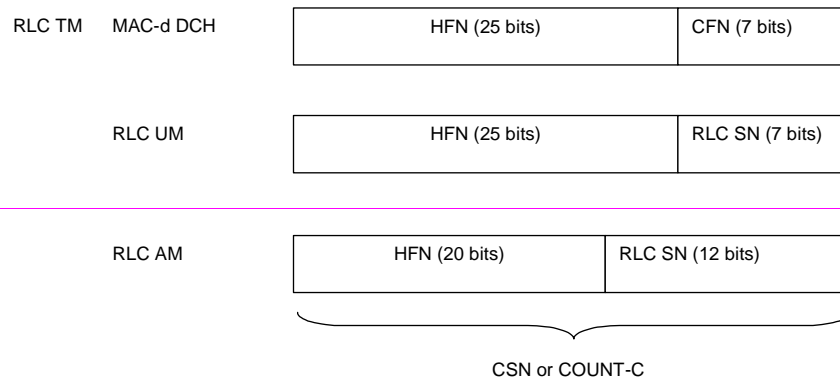 RLC TM MAC-d DCH HFN (25 bits) CFN (7 bits)
RLC UM HFN (25 bits) RLC SN (7 bits)
RLC AM HFN (20 bits) RLC SN (12 bits)
CSN or COUNT-C